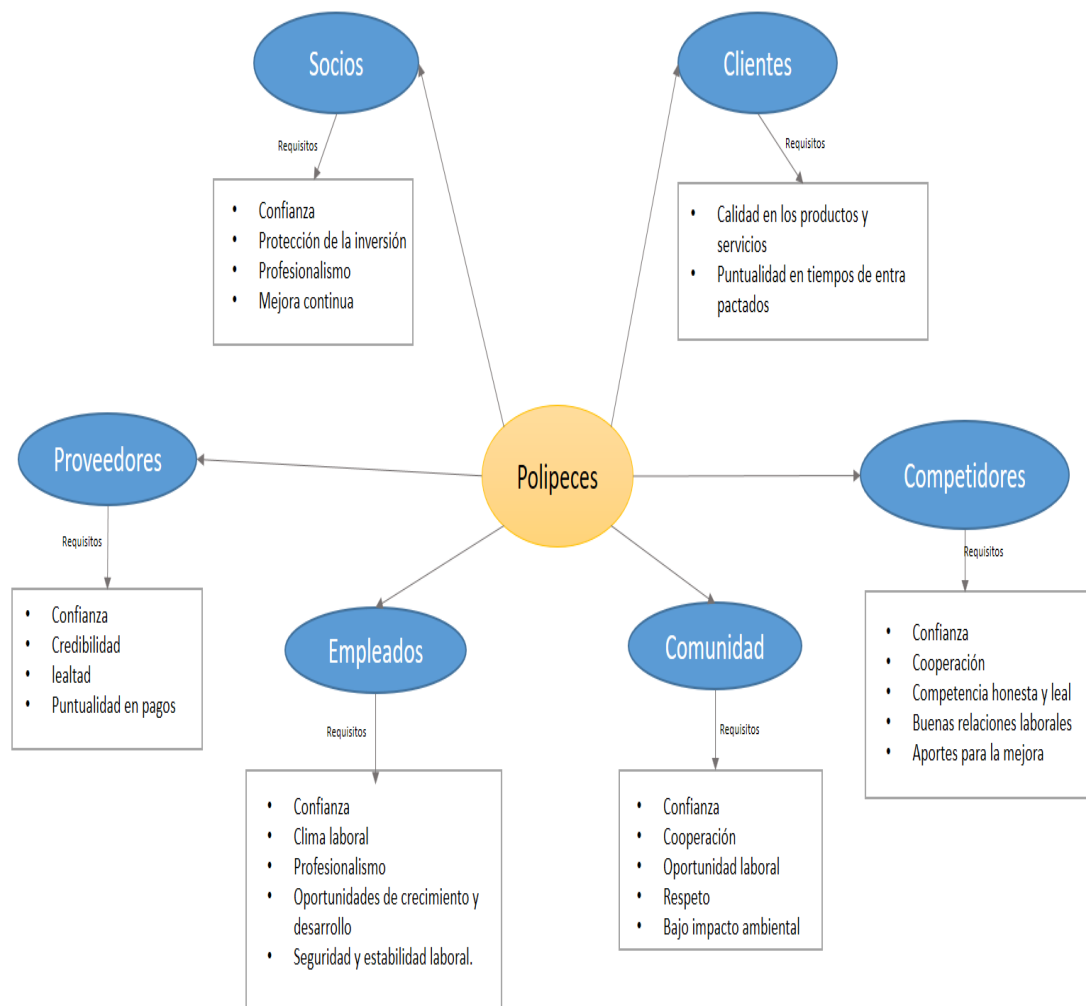 Socios
Requisitos
• Confianza
• Protección de la inversión
• Profesionalismo
• Mejora continua
Clientes
Requisitos
• Calidad en los productos y
servicios
• Puntualidad en tiempos de entra
pactados
Polipeces
Proveedores
Requisitos
• Confianza
• Credibilidad
• lealtad
• Puntualidad en pagos
Competidores
Requisitos
• Confianza
• Cooperación
• Competencia honesta y leal
• Buenas relaciones laborales
• Aportes para la mejora
Empleados
Requisitos
• Confianza
• Clima laboral
• Profesionalismo
• Oportunidades de crecimiento y
desarrollo
• Seguridad y estabilidad laboral.
Comunidad
Requisitos
• Confianza
• Cooperación
• Oportunidad laboral
• Respeto
• Bajo impacto ambiental